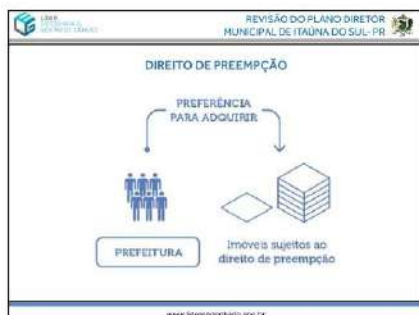 LÍDER
REVISÃO DO PLANO DIRETOR
MUNICIPAL DE ITAÚNA DO SUL- PR
DIREITO DE PREEMPÇÃO
PREFERÊNCIA
PARA ADQUIRIR
PREFEITURA
Imóveis sujeitos ao
direito de preempção